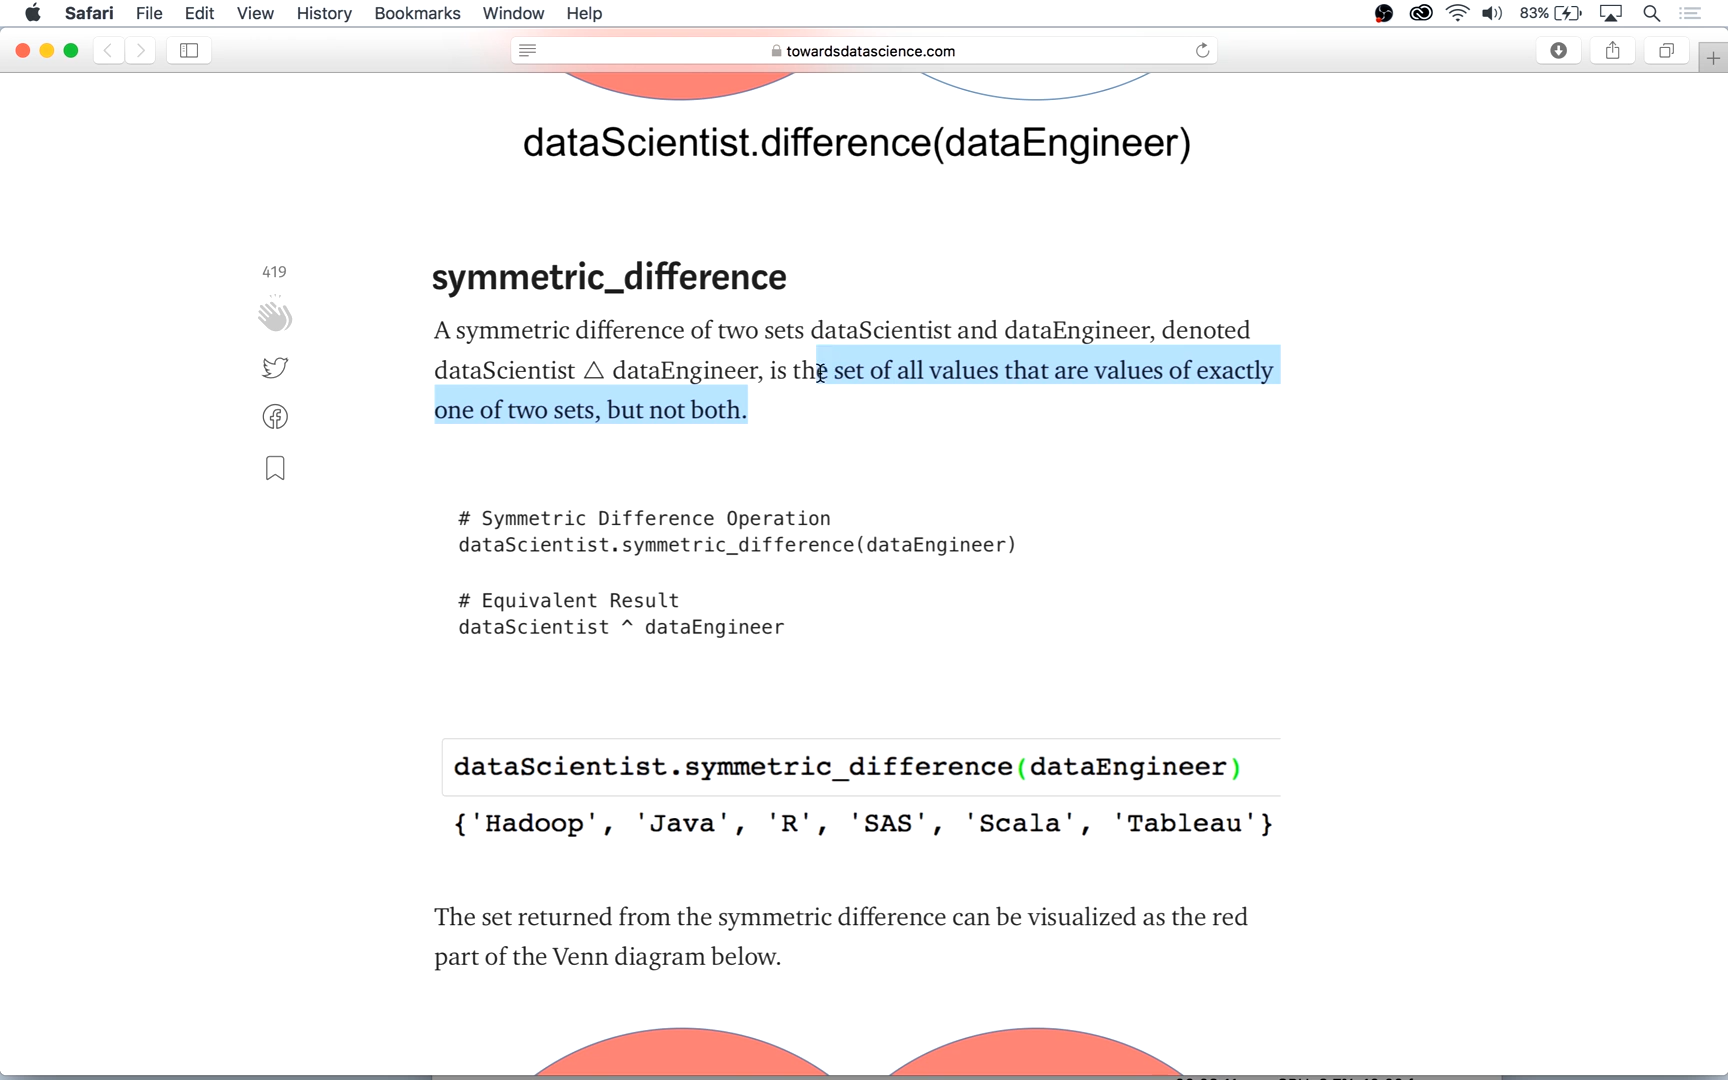 Safari File Edit View History Bookmarks Window Help 83%
towardsdatascience.com
dataScientist.difference(dataEngineer)
419
symmetric_difference
A symmetric difference of two sets dataScientist and dataEngineer, denoted
dataScientist △ dataEngineer, is the set of all values that are values of exactly
one of two sets, but not both.
# Symmetric Difference Operation
dataScientist.symmetric_difference(dataEngineer)
# Equivalent Result
dataScientist ^ dataEngineer
dataScientist.symmetric_difference(dataEngineer)
{'Hadoop', 'Java', 'R', 'SAS', 'Scala', 'Tableau'}
The set returned from the symmetric difference can be visualized as the red
part of the Venn diagram below.